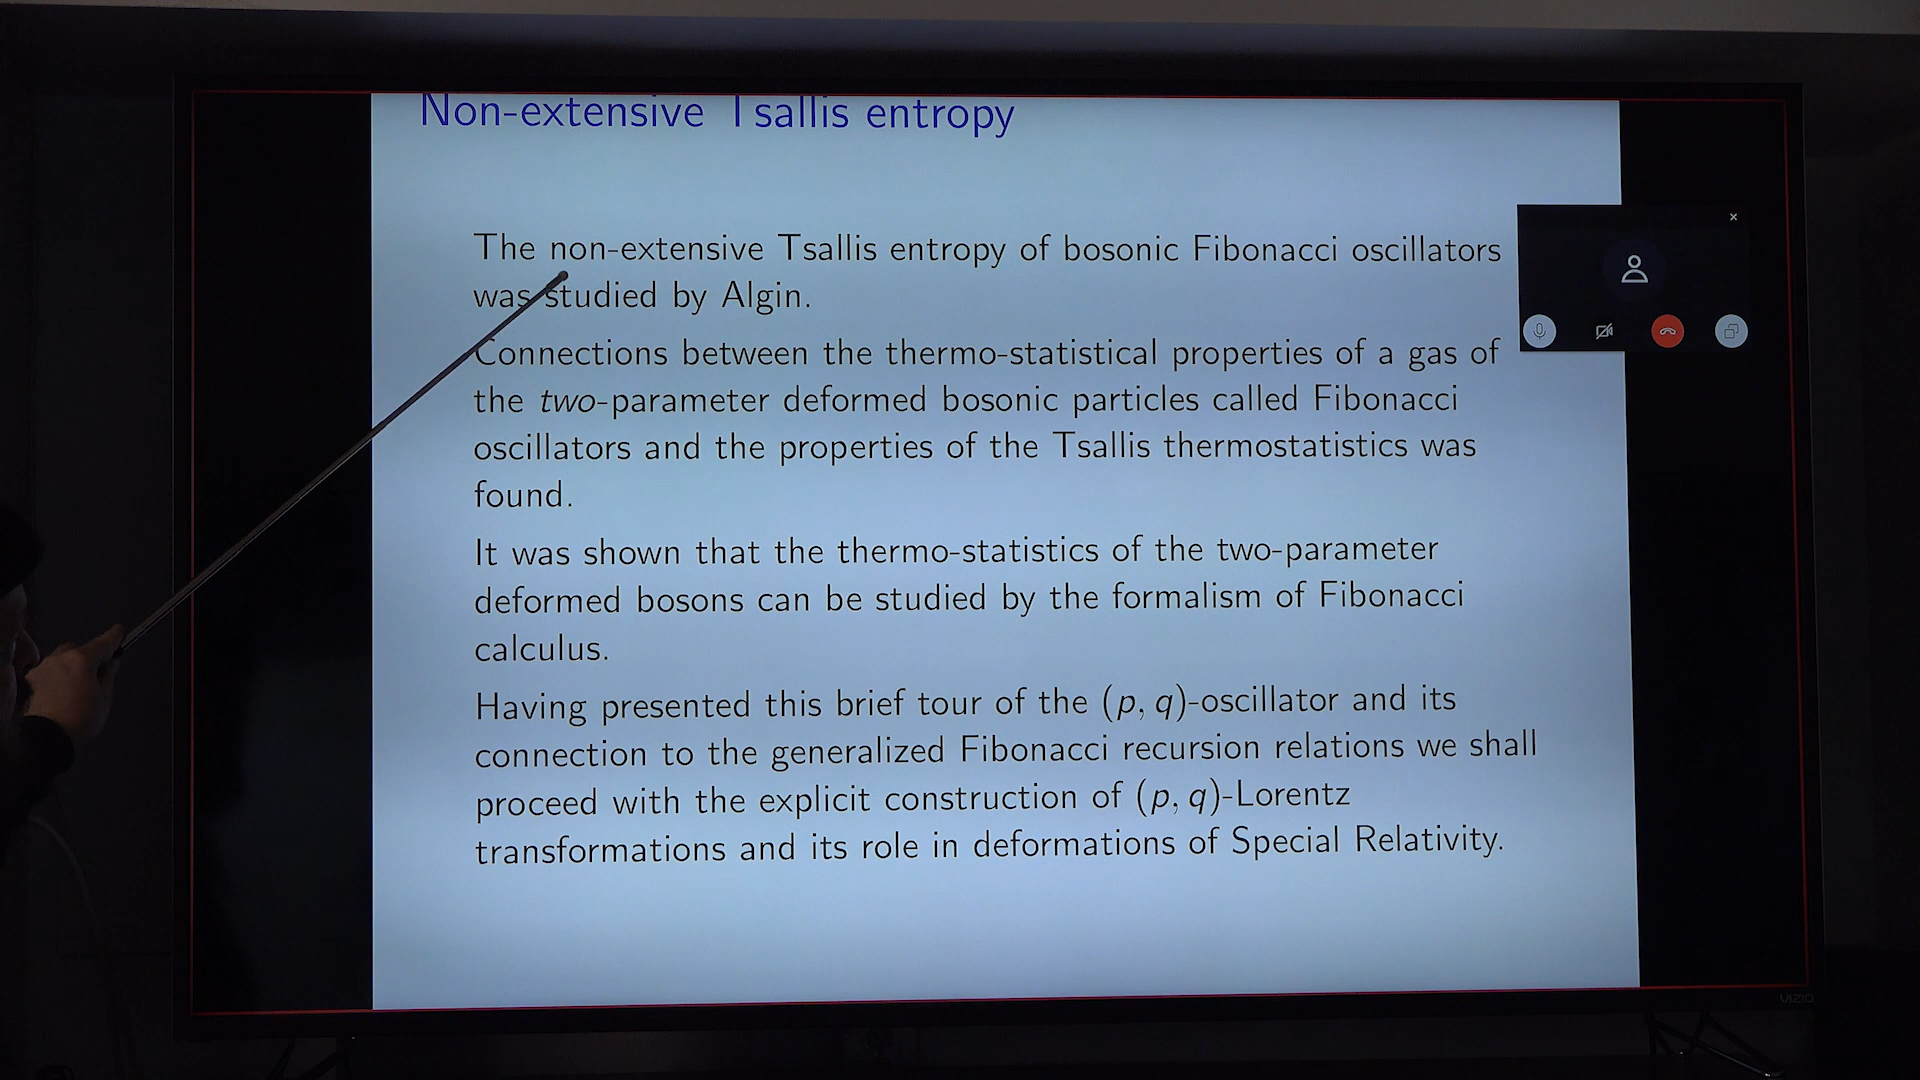 Non-extensive Tsallis entropy
The non-extensive Tsallis entropy of bosonic Fibonacci oscillators
was studied by Algin.
Connections between the thermo-statistical properties of a gas of
the two-parameter deformed bosonic particles called Fibonacci
oscillators and the properties of the Tsallis thermostatistics was
found.
It was shown that the thermo-statistics of the two-parameter
deformed bosons can be studied by the formalism of Fibonacci
calculus.
Having presented this brief tour of the (p, q)-oscillator and its
connection to the generalized Fibonacci recursion relations we shall
proceed with the explicit construction of (p, q)-Lorentz
transformations and its role in deformations of Special Relativity.
VIZIO